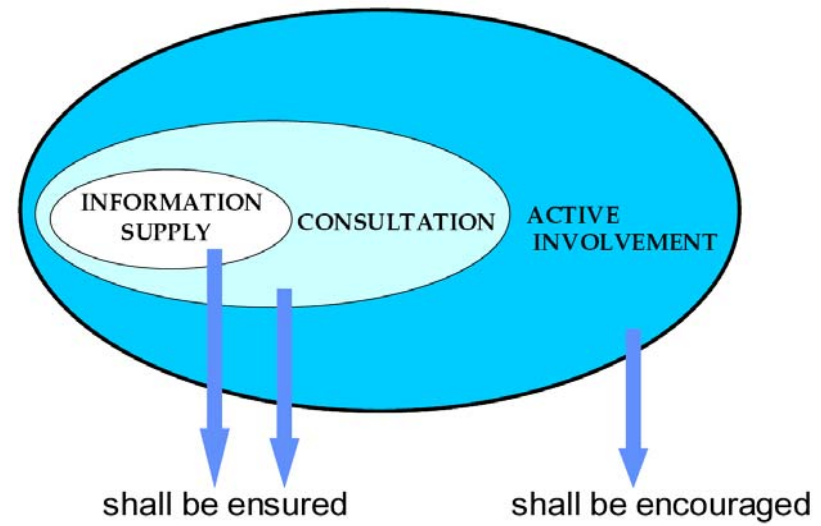 INFORMATION
SUPPLY
CONSULTATION
ACTIVE
INVOLVEMENT
shall be ensured
shall be encouraged